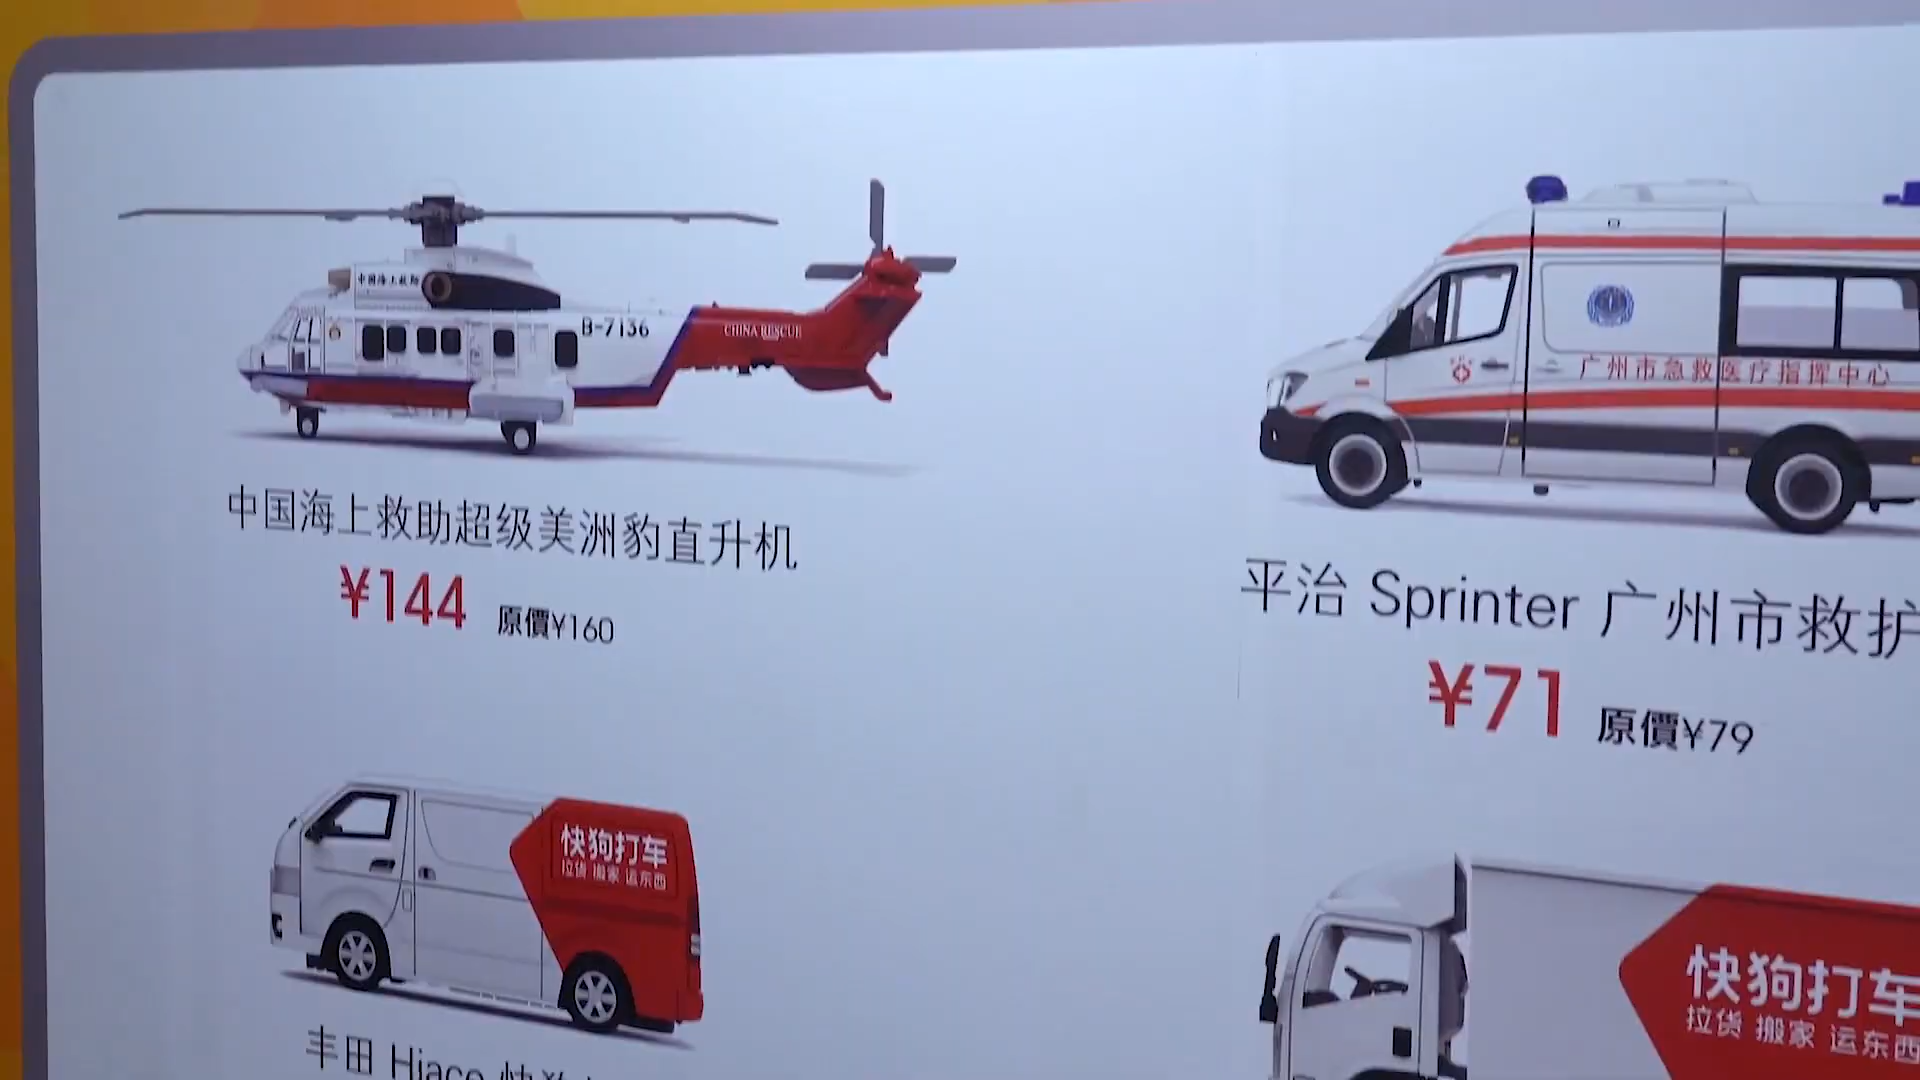 中国海上救助
B-7136
CHINA RESCUE
中国海上救助超级美洲豹直升机
¥144 原價¥160
广州市急救医疗指挥中心
平治 Sprinter 广州市救护
¥71 原價¥79
快狗打车
拉货 搬家 运东西
丰田 Hiace
快狗打车
拉货 搬家 运东西